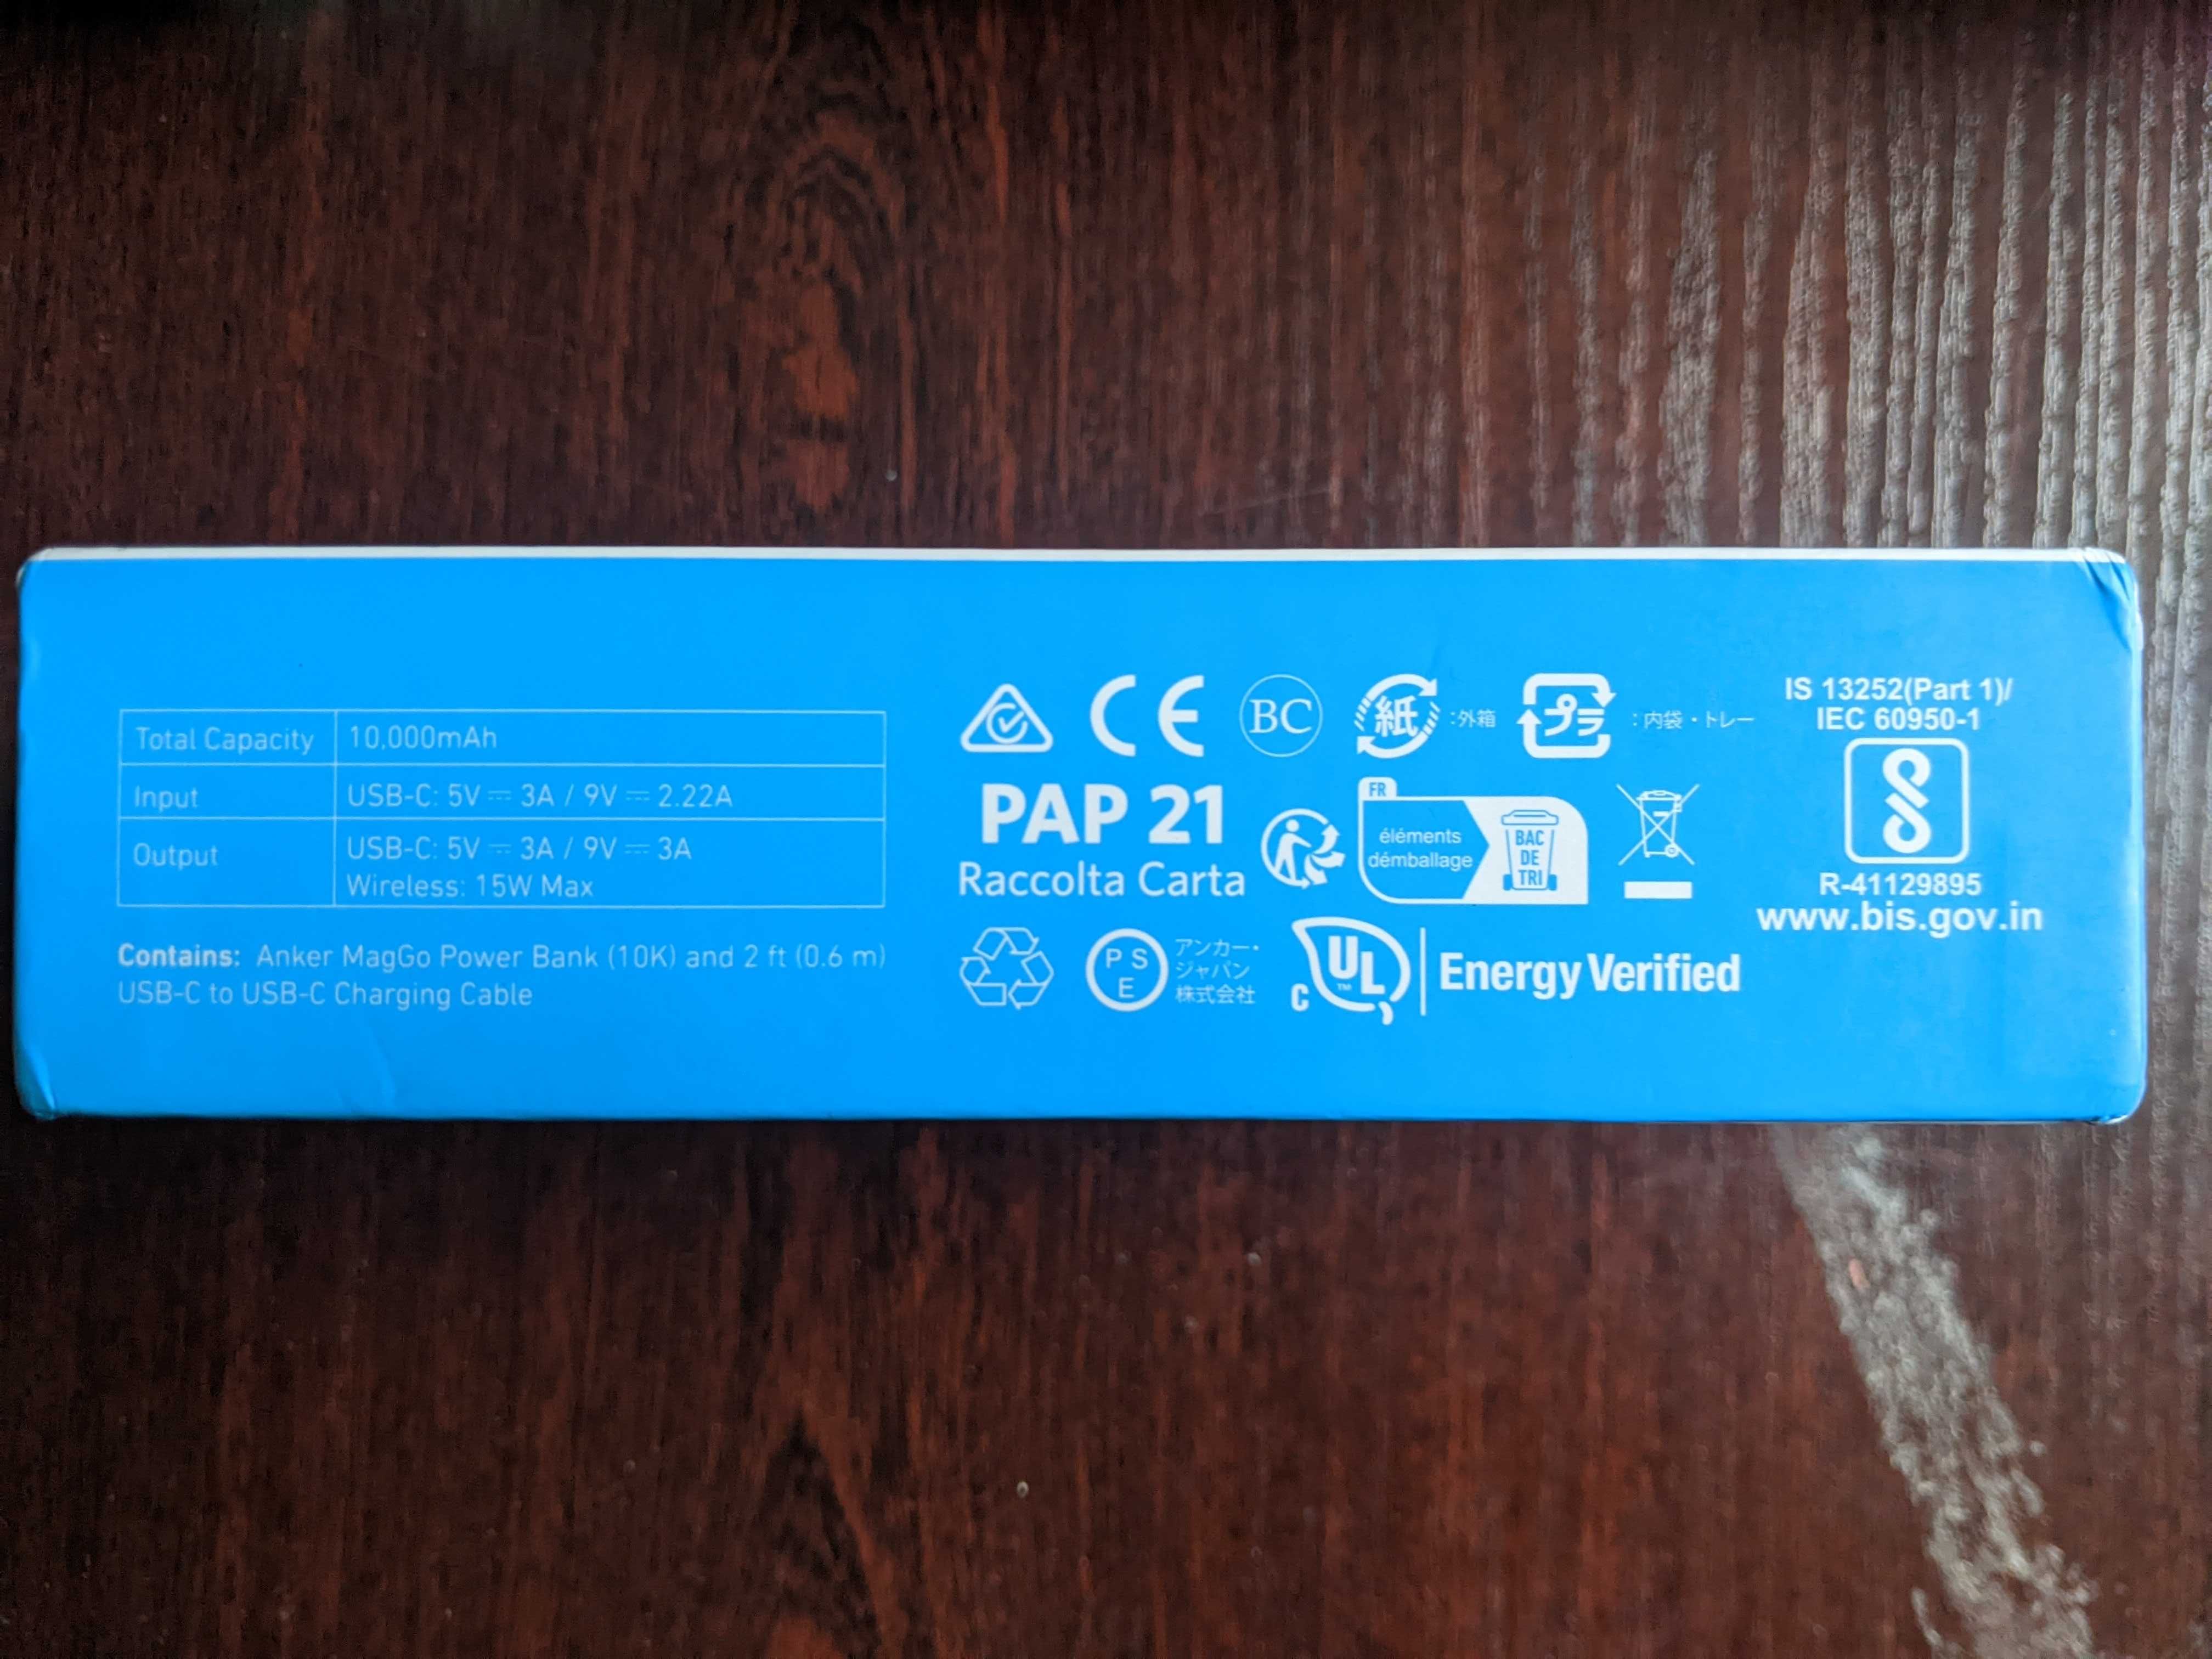 Total Capacity 10,000mAh
Input USB-C: 5V ⎓ 3A / 9V ⎓ 2.22A
Output USB-C: 5V ⎓ 3A / 9V ⎓ 3A
Wireless: 15W Max
Contains: Anker MagGo Power Bank (10K) and 2 ft (0.6 m)
USB-C to USB-C Charging Cable
CE BC 紙 :外箱 プラ :内袋・トレー
PAP 21
Raccolta Carta
FR
éléments
démballage
BAC
DE
TRI
PS
E
アンカー・
ジャパン
株式会社
C UL TM Energy Verified
IS 13252(Part 1)/
IEC 60950-1
R-41129895
www.bis.gov.in